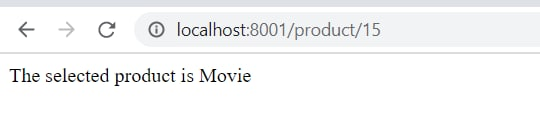 localhost:8001/product/15
The selected product is Movie